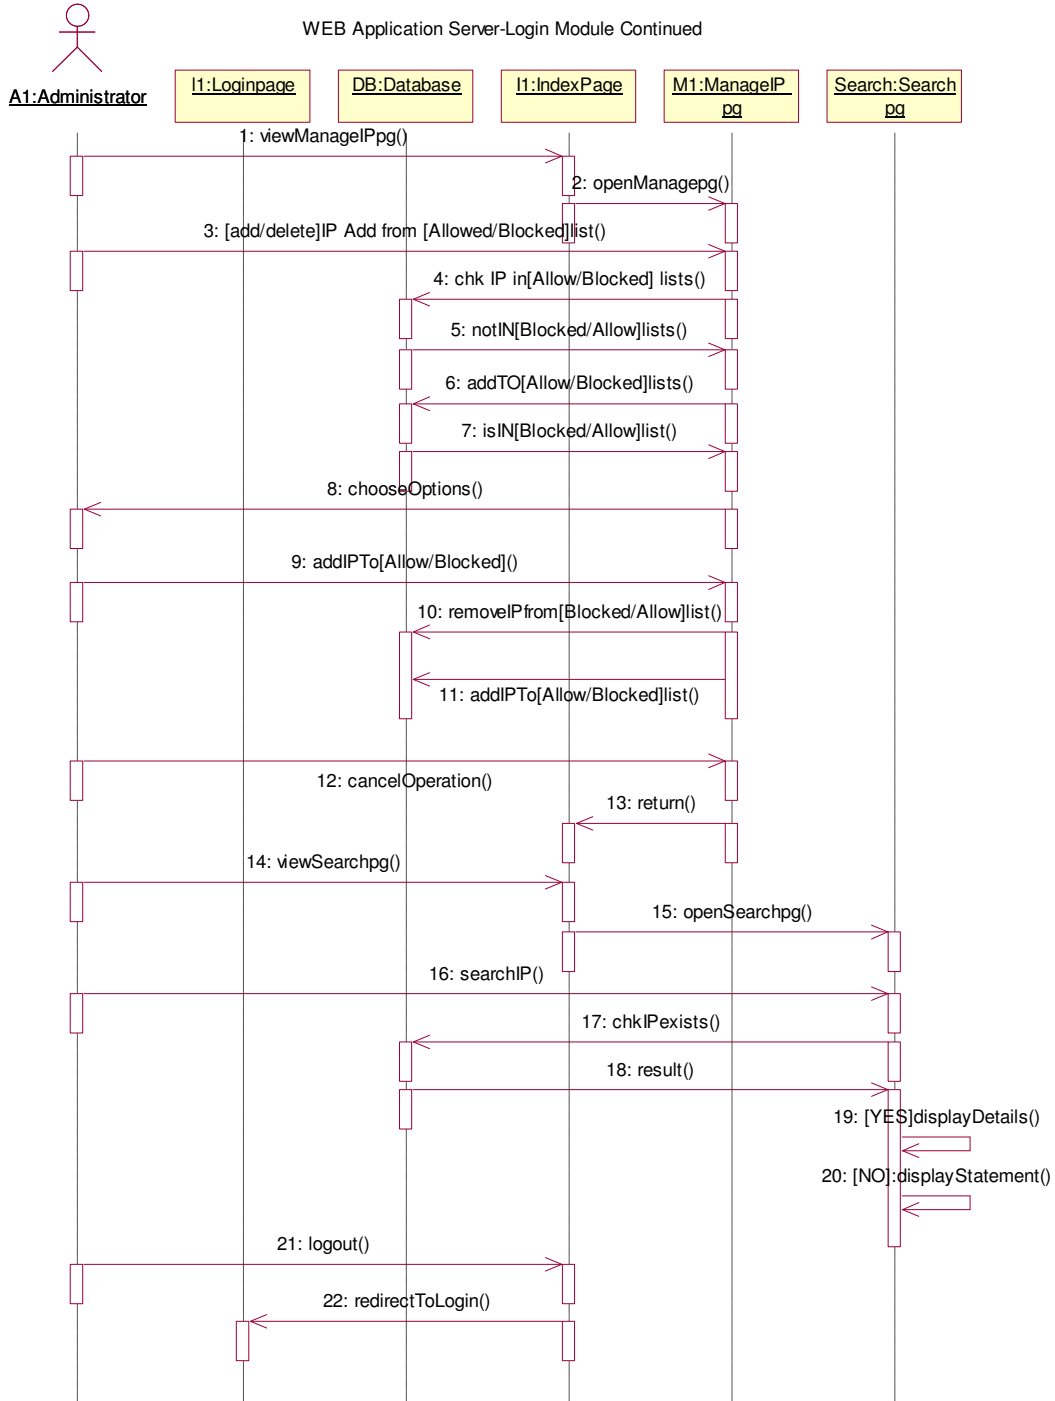 WEB Application Server-Login Module Continued
A1:Administrator
l1:Loginpage
DB:Database
I1:IndexPage
M1:ManageIP
pg
Search:Search
pg
1: viewManageIPpg()
2: openManagepg()
3: [add/delete]IP Add from [Allowed/Blocked]list()
4: chk IP in[Allow/Blocked] lists()
5: notIN[Blocked/Allow]lists()
6: addTO[Allow/Blocked]lists()
7: isIN[Blocked/Allow]list()
8: chooseOptions()
9: addIPTo[Allow/Blocked]()
10: removeIPfrom[Blocked/Allow]list()
11: addIPTo[Allow/Blocked]list()
12: cancelOperation()
13: return()
14: viewSearchpg()
15: openSearchpg()
16: searchIP()
17: chkIPexists()
18: result()
19: [YES]displayDetails()
20: [NO]:displayStatement()
21: logout()
22: redirectToLogin()